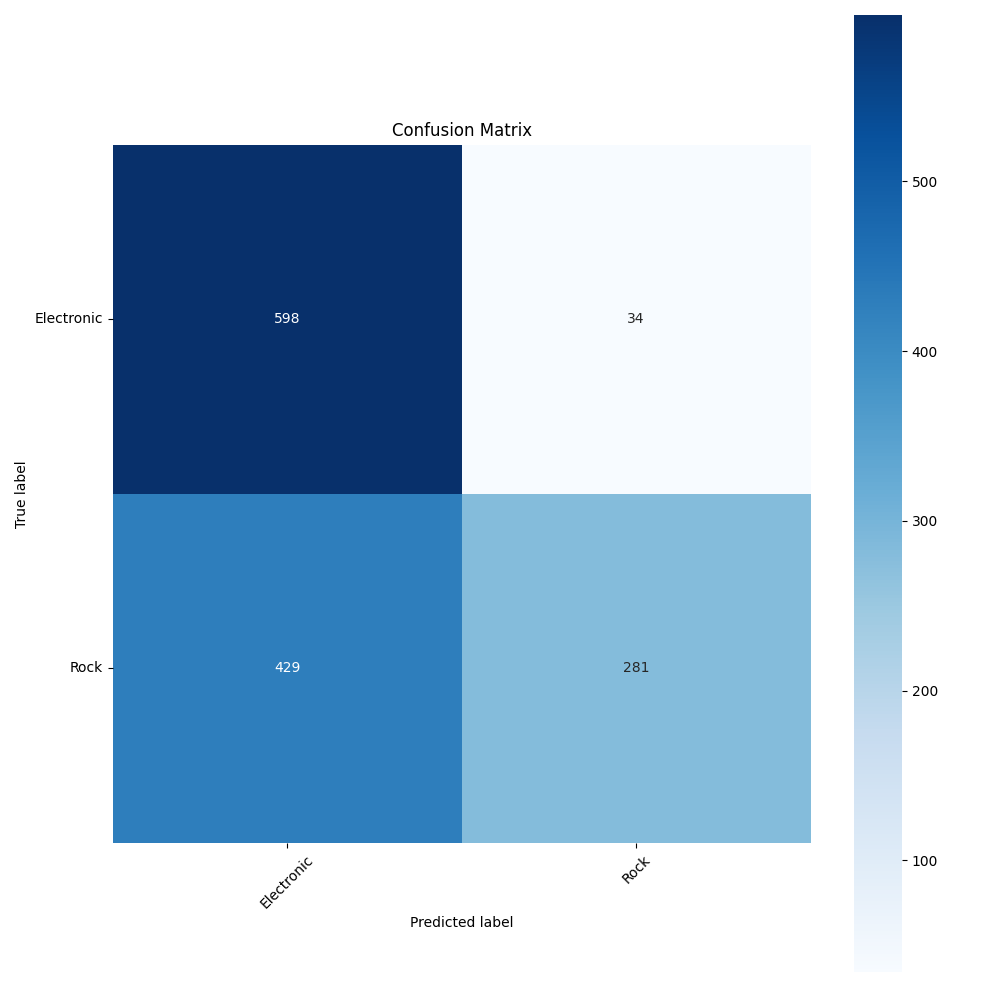 Confusion Matrix
True label
Electronic
Rock
598
34
429
281
Electronic
Rock
Predicted label
500
400
300
200
100